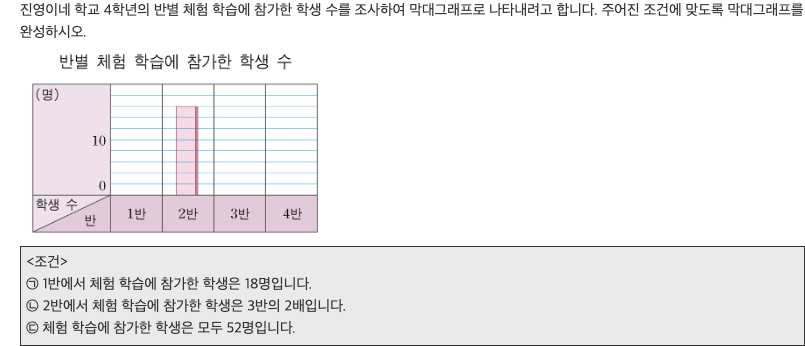 진영이네 학교 4학년의 반별 체험 학습에 참가한 학생 수를 조사하여 막대그래프로 나타내려고 합니다. 주어진 조건에 맞도록 막대그래프를
완성하시오.
반별 체험 학습에 참가한 학생 수
(명)
10
0
학생 수
반
1반 2반 3반 4반
<조건>
㉠ 1반에서 체험 학습에 참가한 학생은 18명입니다.
㉡ 2반에서 체험 학습에 참가한 학생은 3반의 2배입니다.
㉢ 체험 학습에 참가한 학생은 모두 52명입니다.